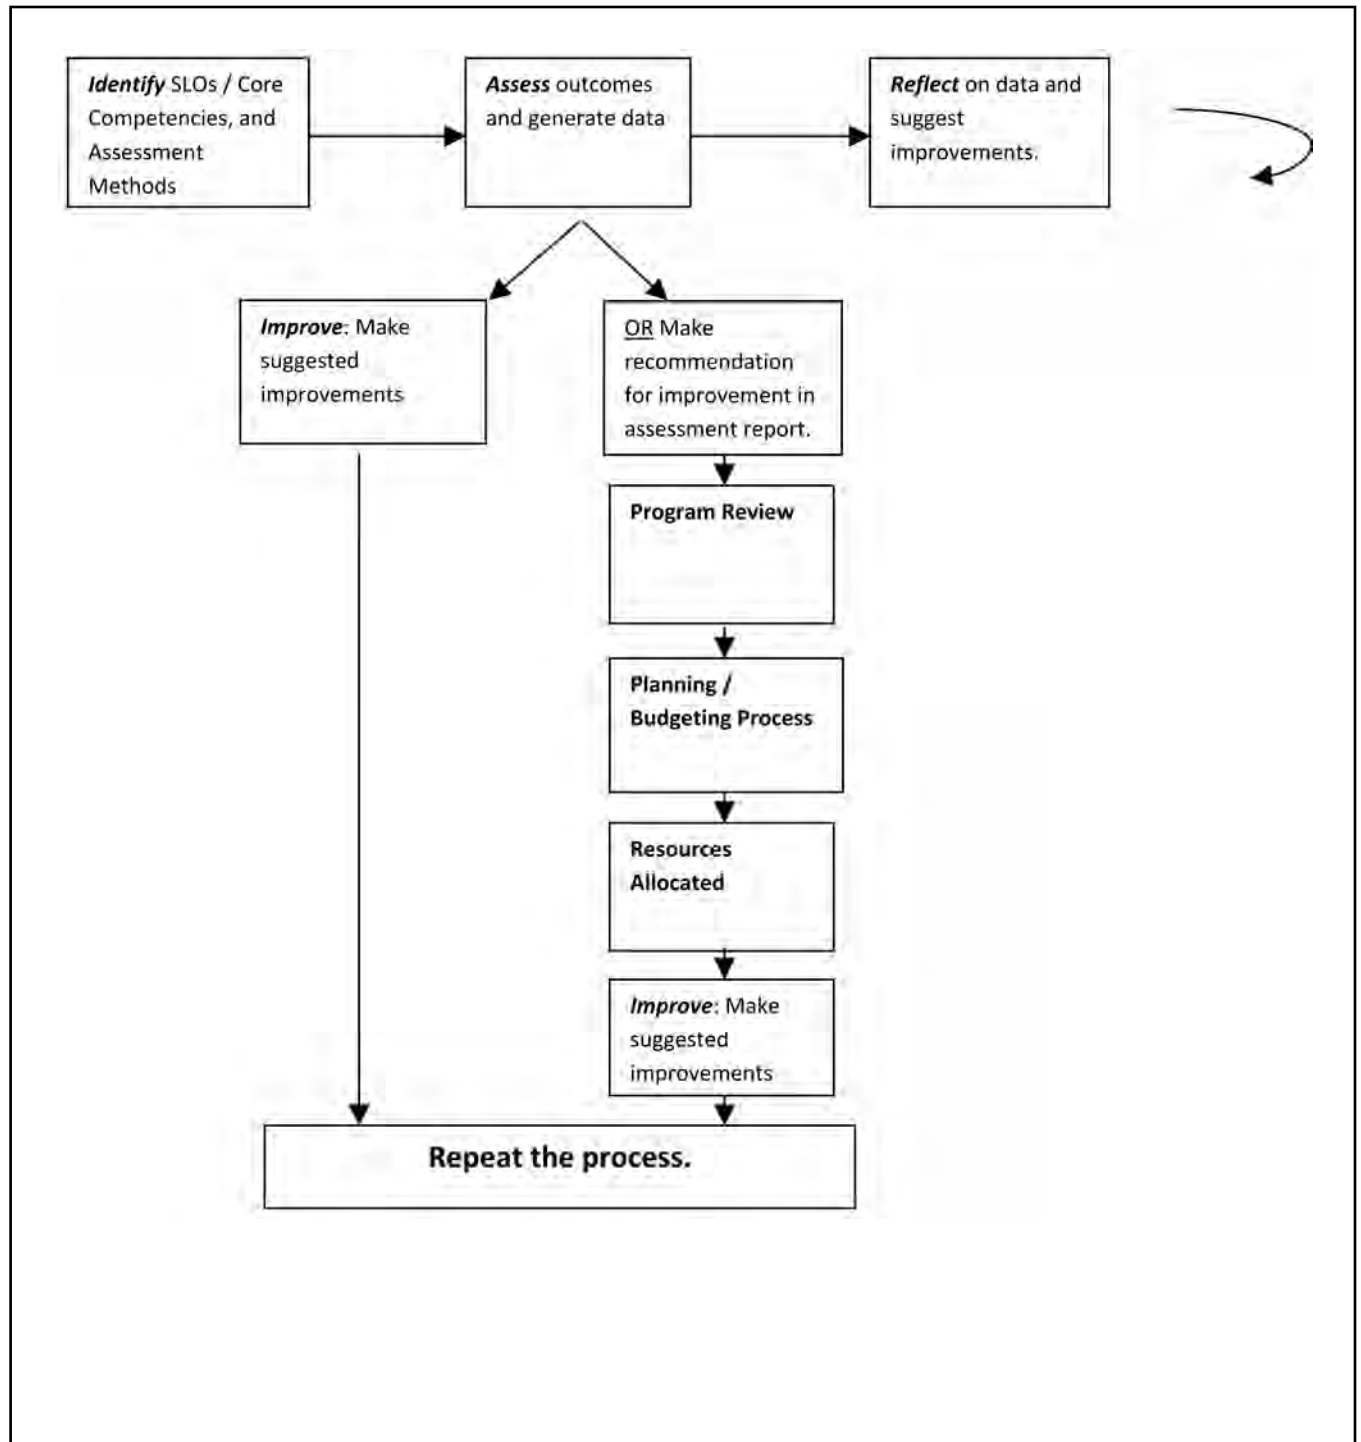 Identify SLOs / Core
Competencies, and
Assessment
Methods
Assess outcomes
and generate data
Reflect on data and
suggest
improvements.
Improve: Make
suggested
improvements
OR Make
recommendation
for improvement in
assessment report.
Program Review
Planning /
Budgeting Process
Resources
Allocated
Improve: Make
suggested
improvements
Repeat the process.